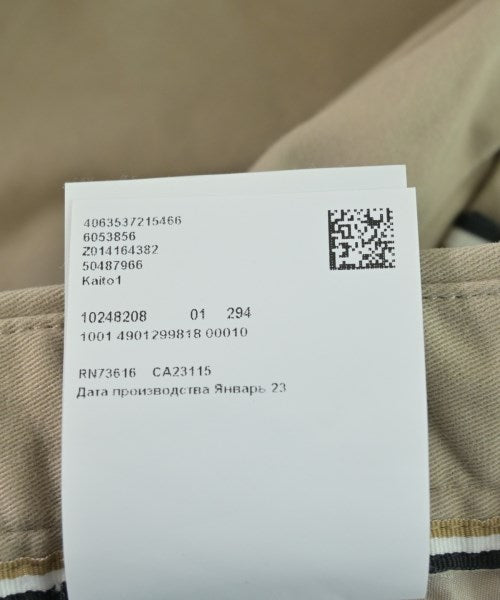 4063537215466
6053856
Z014164382
50487966
Kaito1
10248208 01 294
1001 4901299818 00010
RN73616 CA23115
Дата производства Январь 23